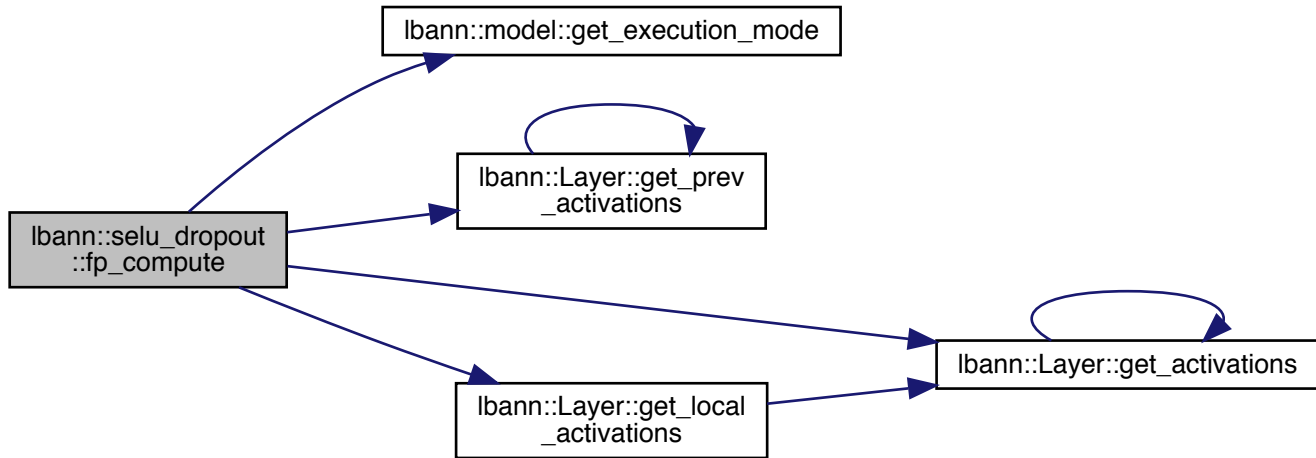 lbann::model::get_execution_mode
lbann::Layer::get_prev
_activations
lbann::selu_dropout
::fp_compute
lbann::Layer::get_activations
lbann::Layer::get_local
_activations